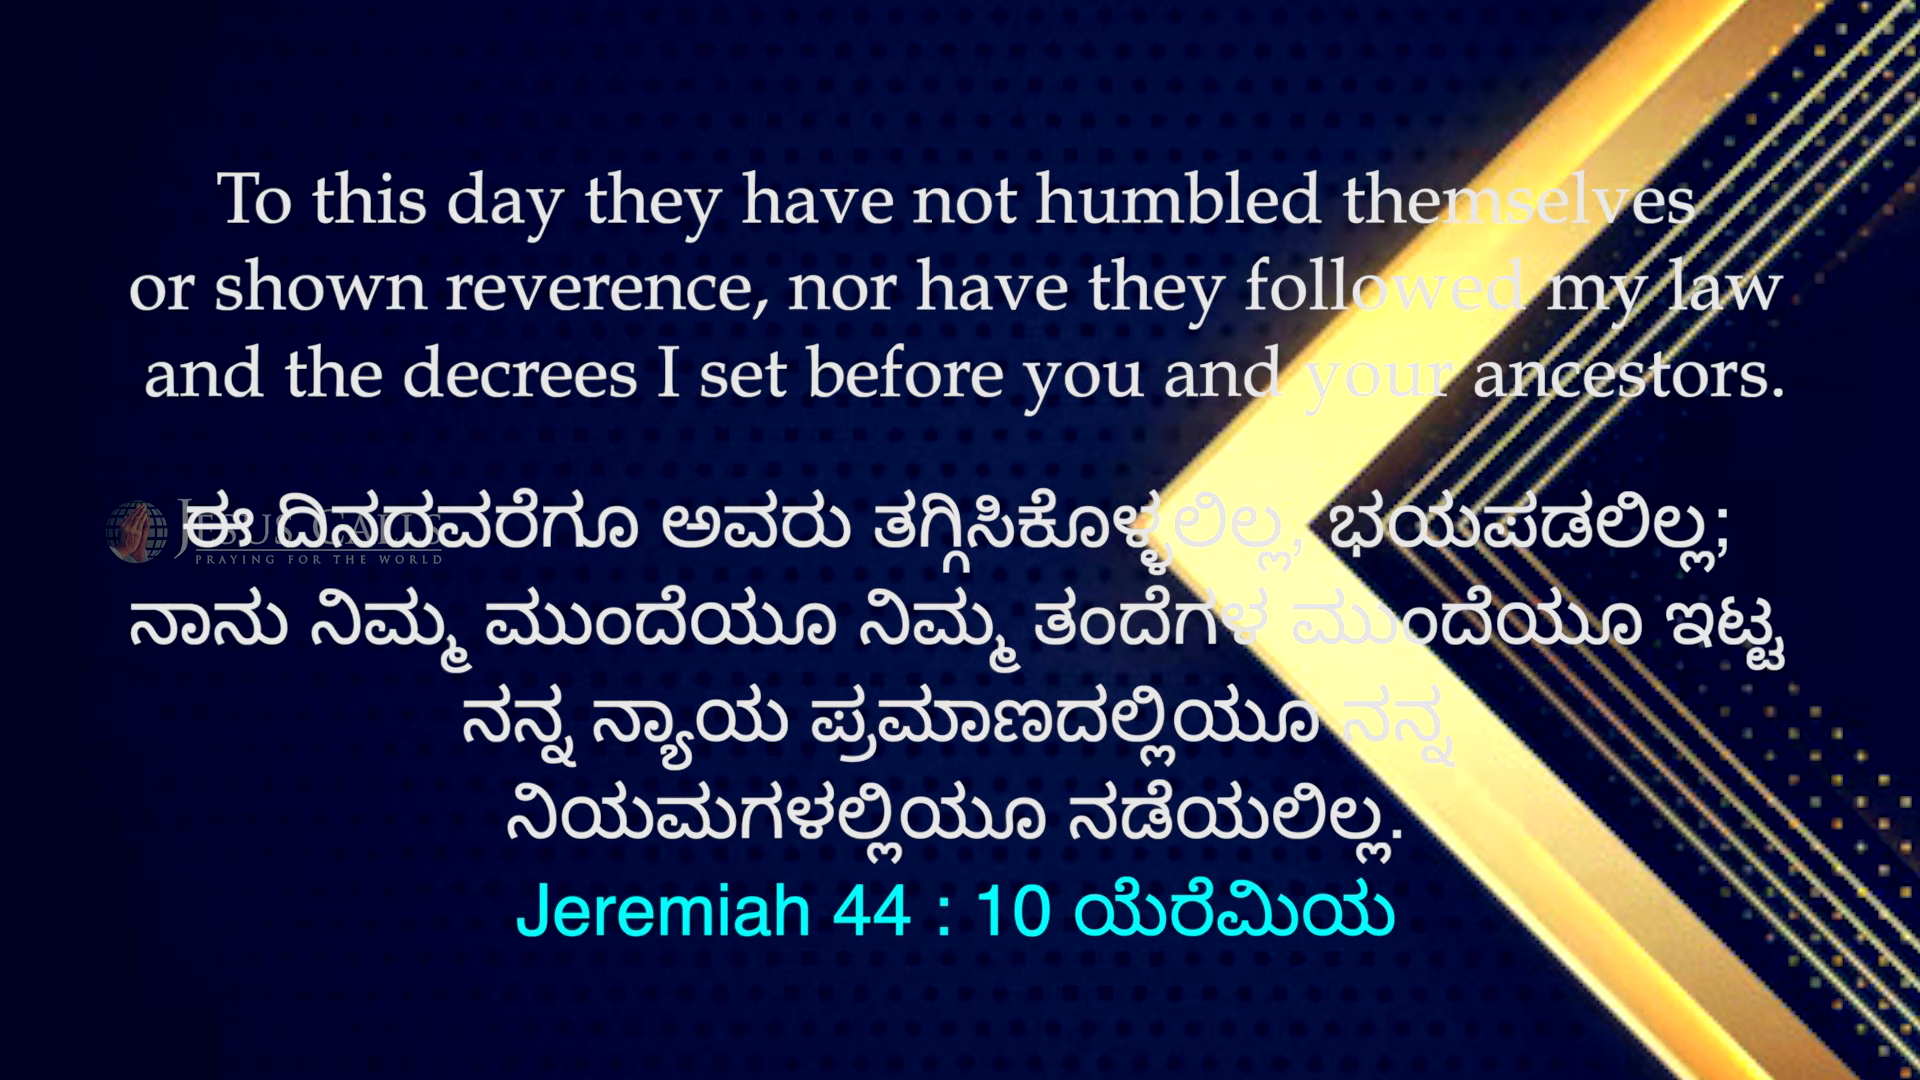 To this day they have not humbled themselves
or shown reverence, nor have they followed my law
and the decrees I set before you and your ancestors.
ಈ ದಿನದವರೆಗೂ ಅವರು ತಗ್ಗಿಸಿಕೊಳ್ಳಲಿಲ್ಲ, ಭಯಪಡಲಿಲ್ಲ;
JESUS CALLS
PRAYING FOR THE WORLD
ನಾನು ನಿಮ್ಮ ಮುಂದೆಯೂ ನಿಮ್ಮ ತಂದೆಗಳ ಮುಂದೆಯೂ ಇಟ್ಟ
ನನ್ನ ನ್ಯಾಯ ಪ್ರಮಾಣದಲ್ಲಿಯೂ ನನ್ನ
ನಿಯಮಗಳಲ್ಲಿಯೂ ನಡೆಯಲಿಲ್ಲ.
Jeremiah 44 : 10 ಯೆರೆಮಿಯ